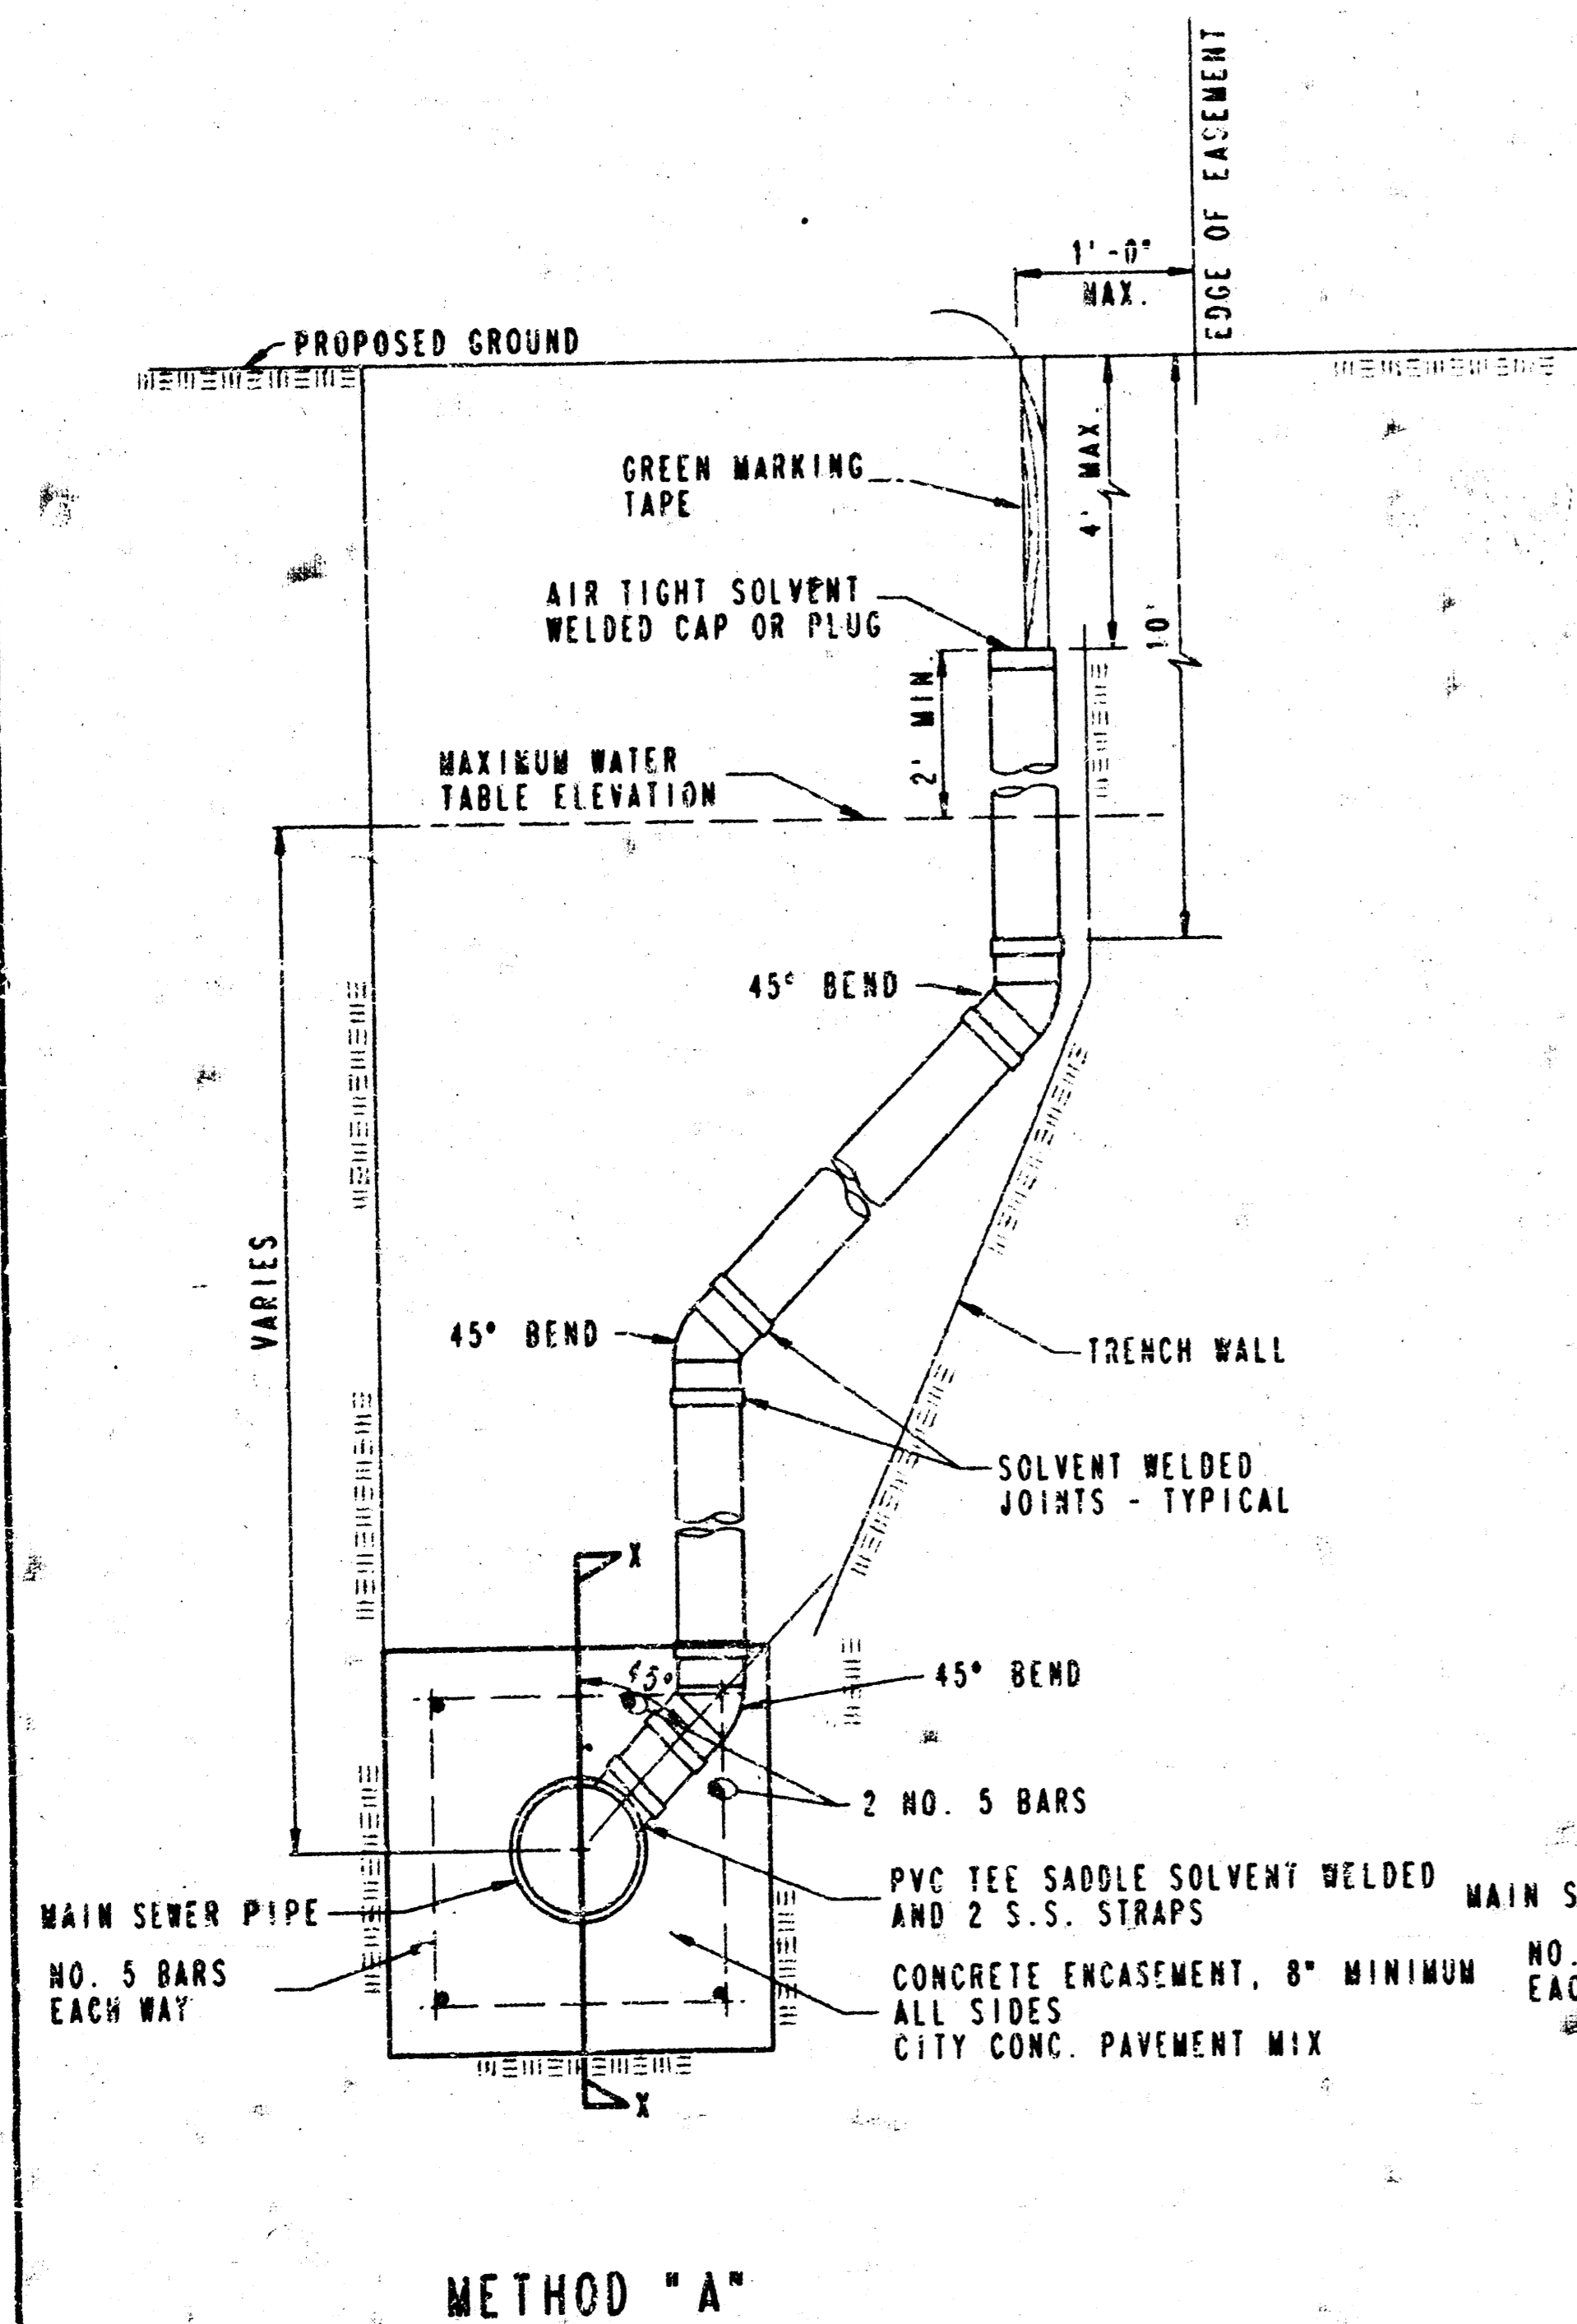 EDGE OF EASEMENT
1'-0"
MAX.
PROPOSED GROUND
GREEN MARKING
TAPE
4' MAX.
AIR TIGHT SOLVENT
WELDED CAP OR PLUG
10'
2' MIN.
MAXIMUM WATER
TABLE ELEVATION
45° BEND
VARIES
45° BEND
TRENCH WALL
SOLVENT WELDED
JOINTS - TYPICAL
X
45°
45° BEND
2 NO. 5 BARS
PVC TEE SADDLE SOLVENT WELDED
AND 2 S.S. STRAPS
MAIN SEWER PIPE
MAIN S
NO. 5 BARS
EACH WAY
CONCRETE ENCASEMENT, 8" MINIMUM
ALL SIDES
CITY CONC. PAVEMENT MIX
NO.
EAC
X
METHOD "A"